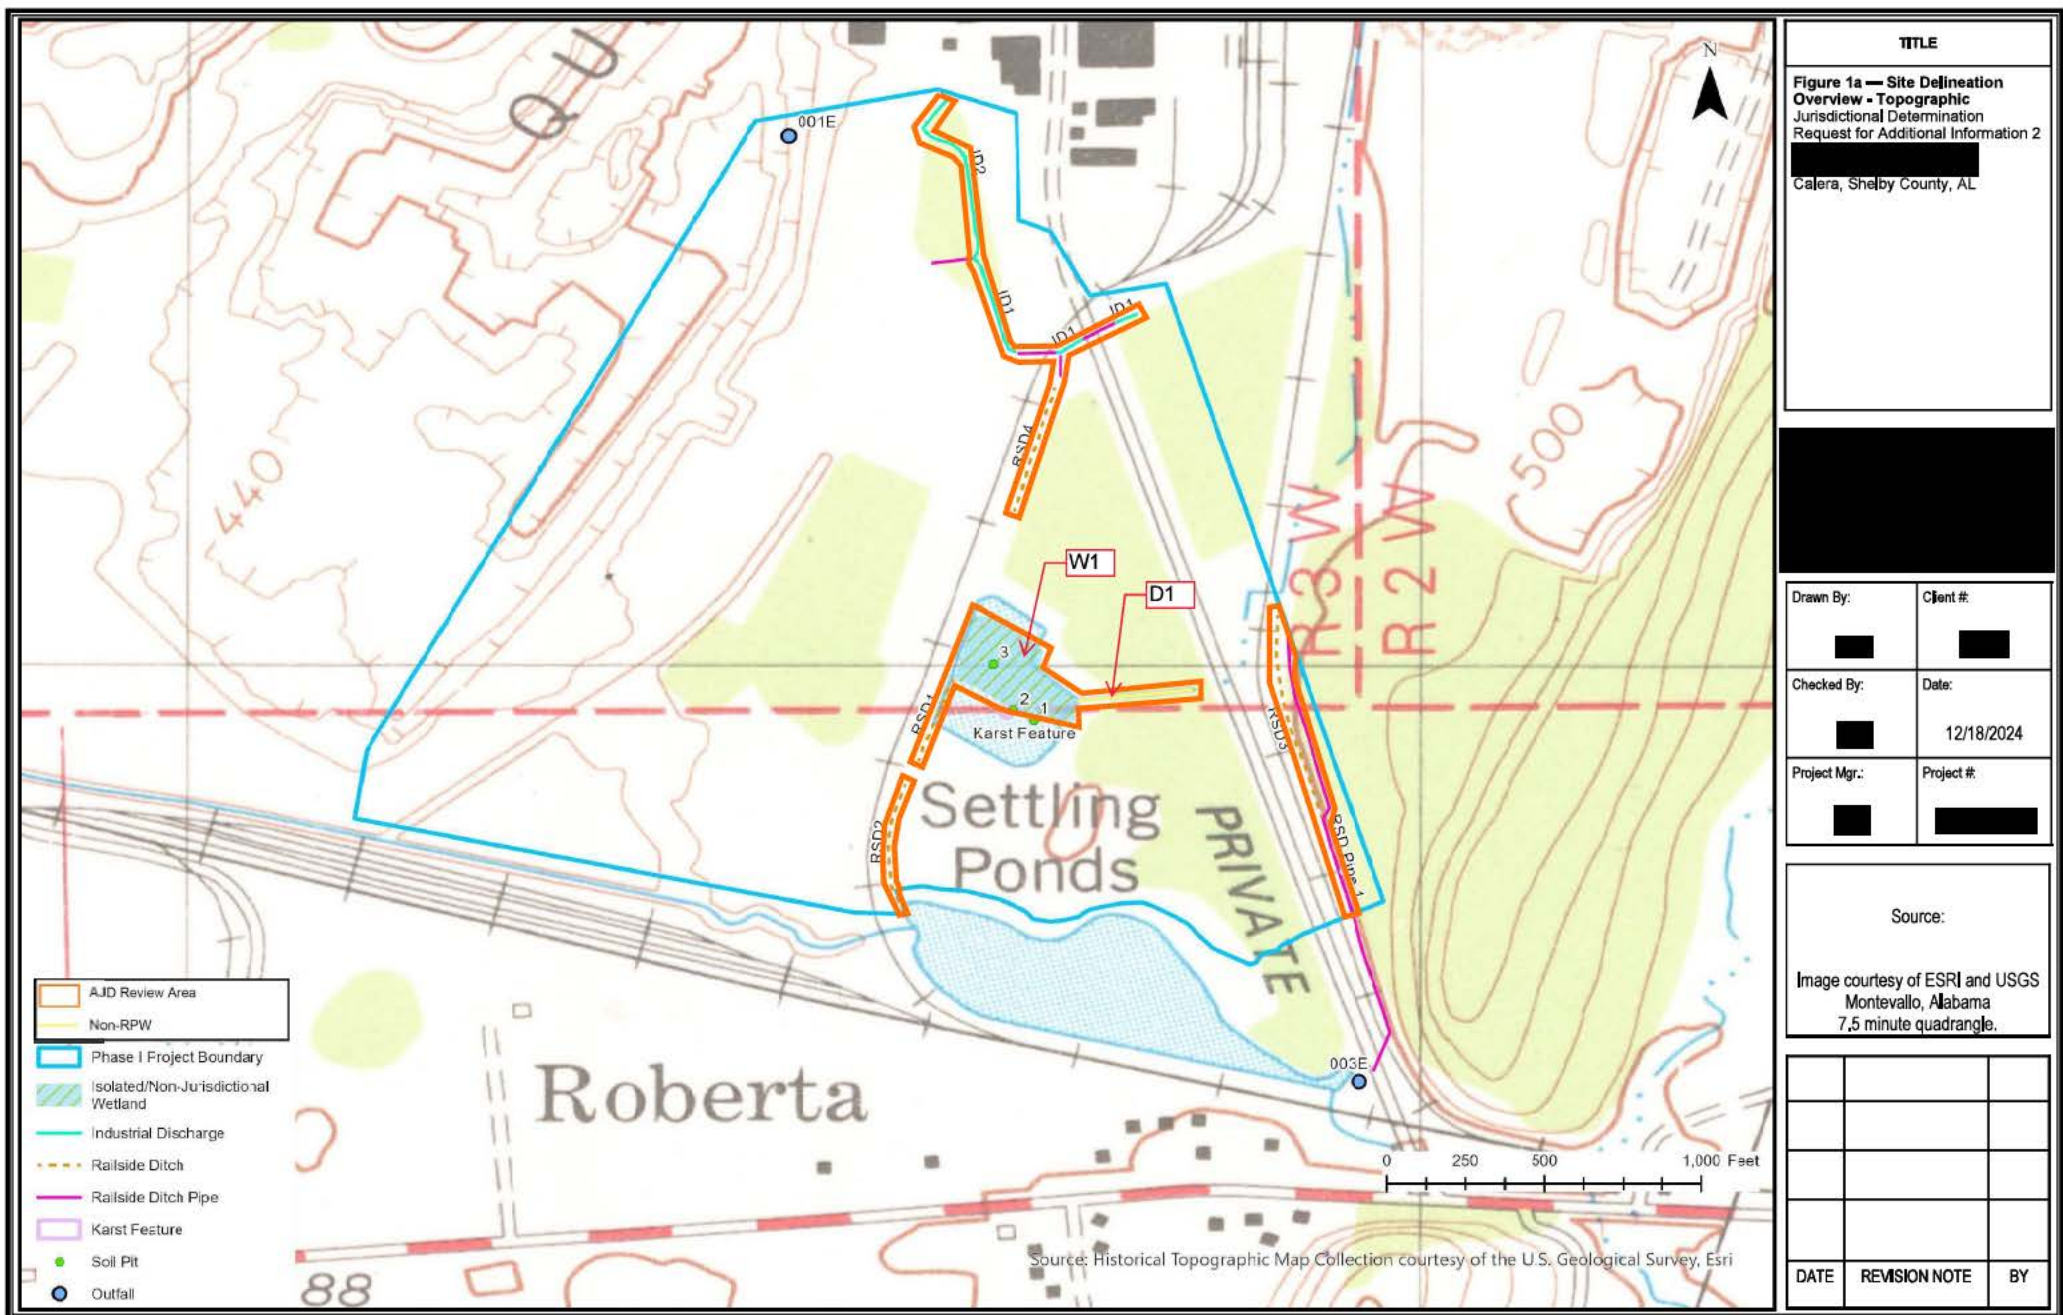 TITLE
Figure 1a — Site Delineation
Overview - Topographic
Jurisdictional Determination
Request for Additional Information 2
Calera, Shelby County, AL
Drawn By:
Client #:
Checked By:
Date:
12/18/2024
Project Mgr.:
Project #:
Source:
Image courtesy of ESRI and USGS
Montevallo, Alabama
7.5 minute quadrangle.
DATE
REVISION NOTE
BY
N
Q U
001E
ID2
ID1
ID1
ID1
RSD4
440
500
W1
D1
R 3 W
R 2 W
3
2
1
Karst Feature
RSD1
RSD2
RSD3
RSD Pipe 1
Settling
Ponds
PRIVATE
003E
Roberta
88
0 250 500 1,000 Feet
Source: Historical Topographic Map Collection courtesy of the U.S. Geological Survey, Esri
AJD Review Area
Non-RPW
Phase I Project Boundary
Isolated/Non-Jurisdictional
Wetland
Industrial Discharge
Railside Ditch
Railside Ditch Pipe
Karst Feature
Soil Pit
Outfall